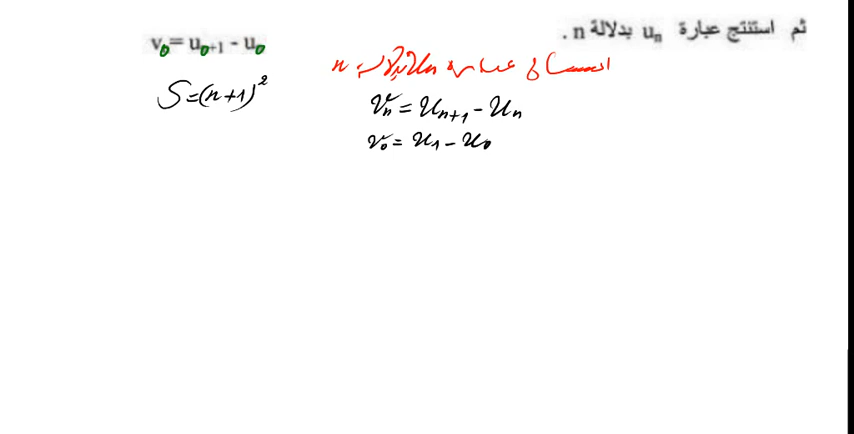 ثم استنتج عبارة uₙ بدلالة n .
v₀ = u₀₊₁ - u₀
استنتاج عبارة Uₙ بدلالة n
S = (n+1)²
Vₙ = Uₙ₊₁ - Uₙ
V₀ = U₁ - U₀